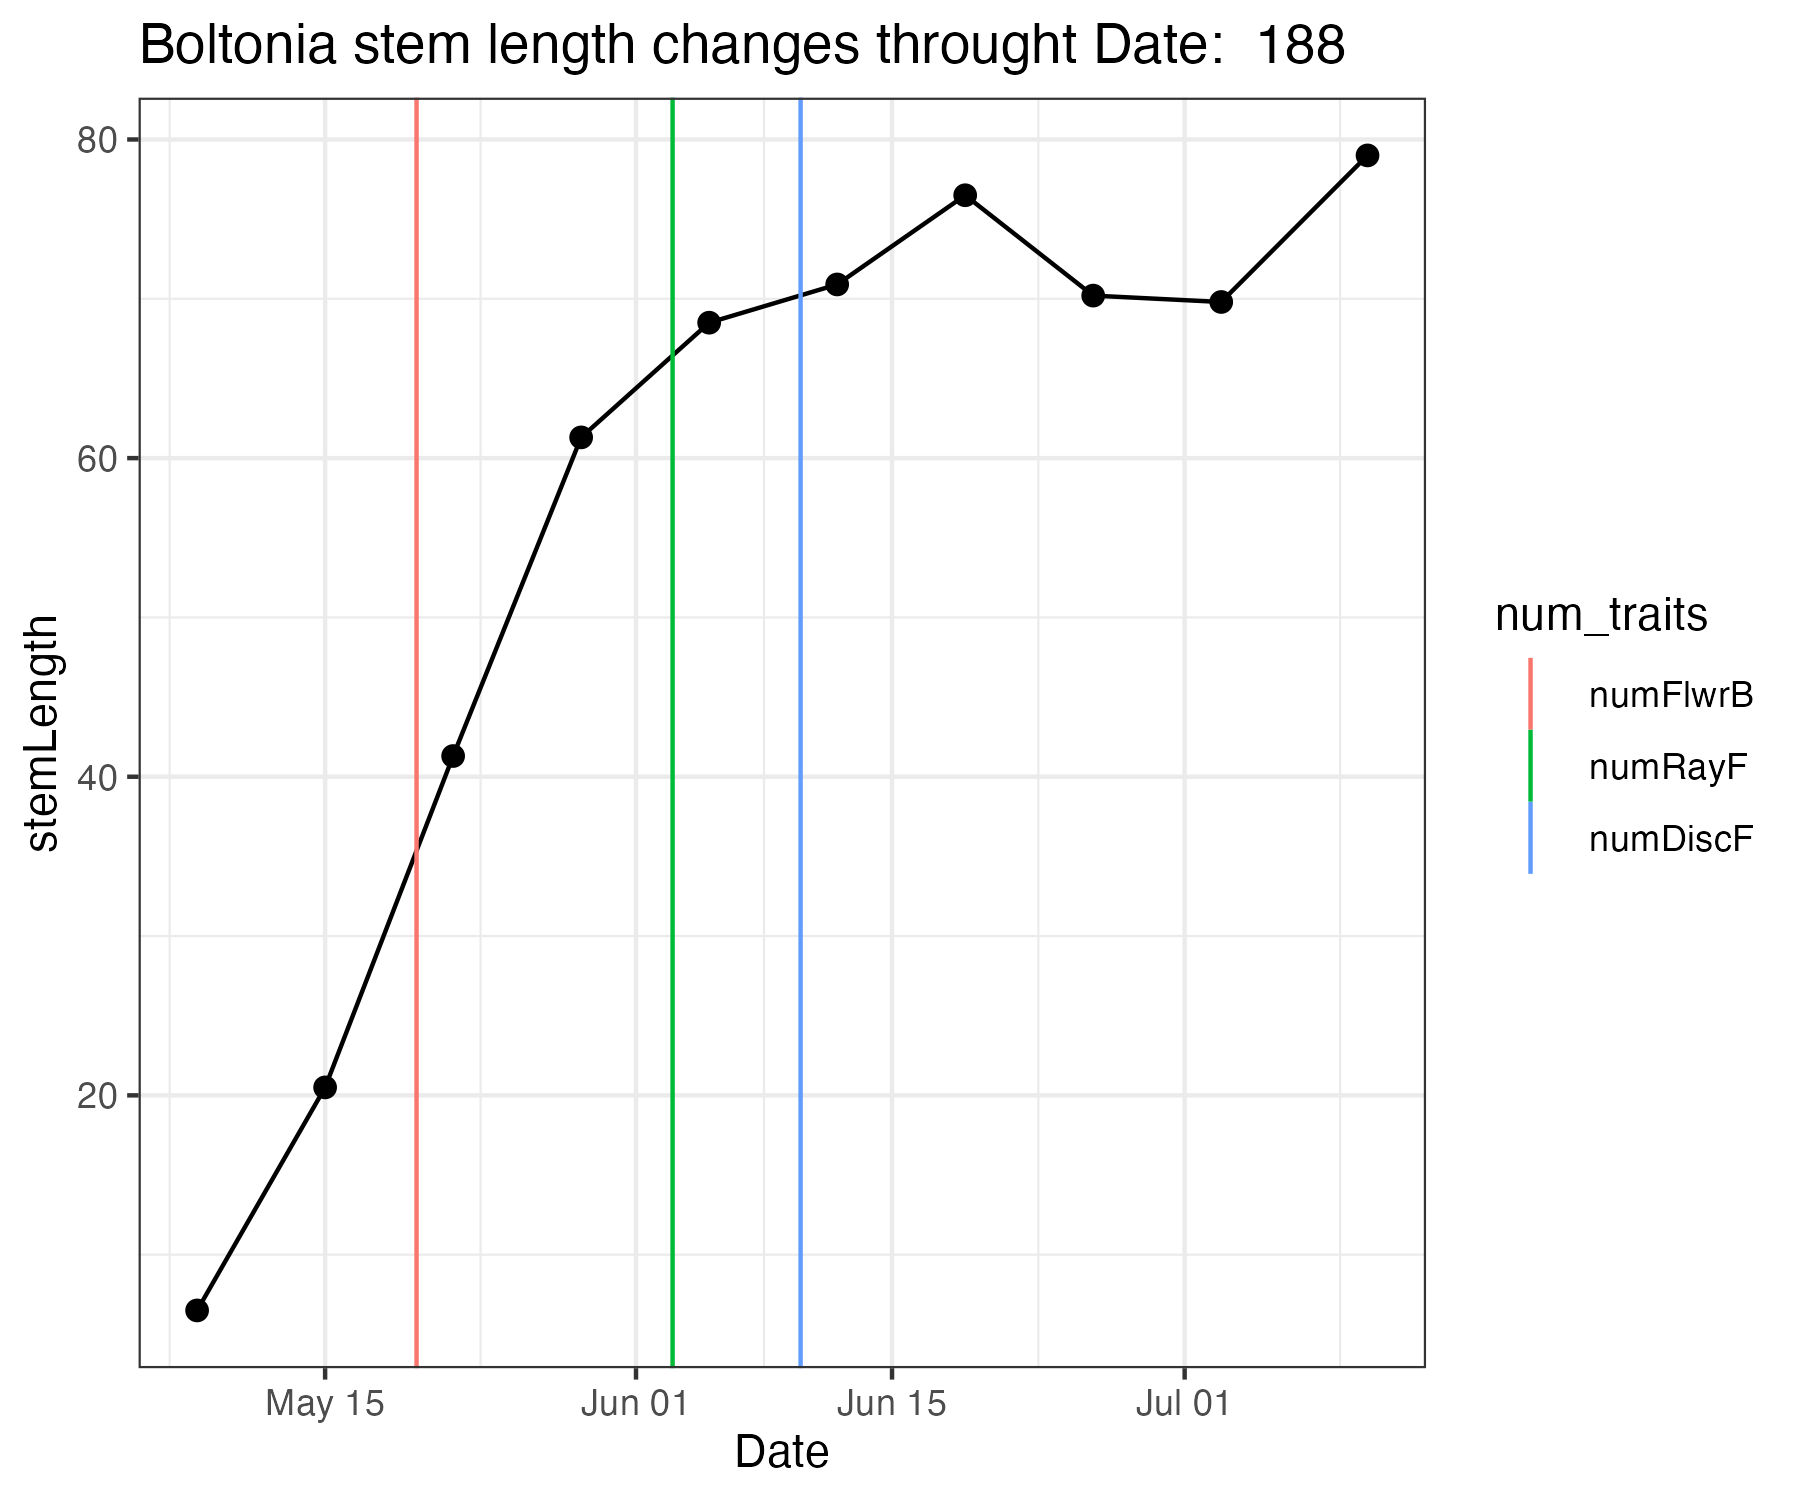 Boltonia stem length changes throught Date:  188
80
60
40
20
stemLength
May 15
Jun 01
Jun 15
Jul 01
Date
num_traits
numFlwrB
numRayF
numDiscF